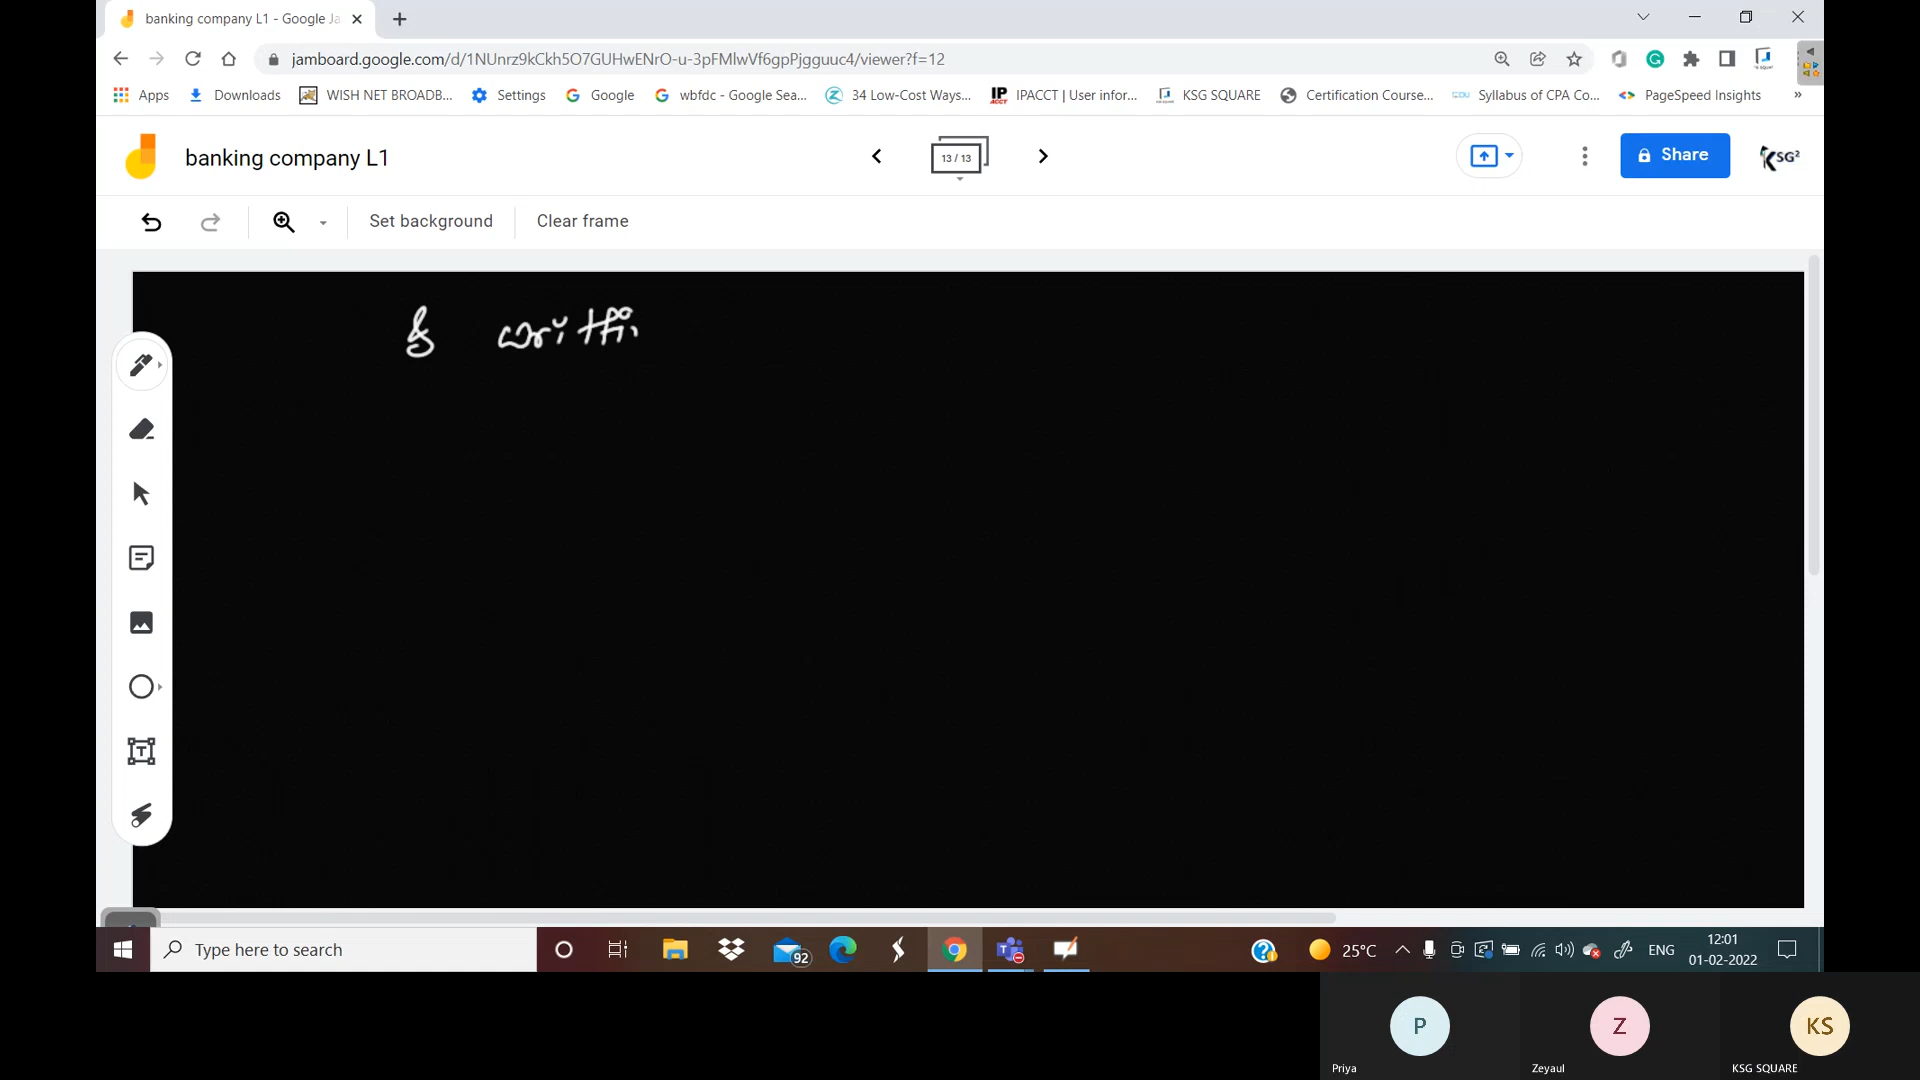 banking company L1 - Google Ja
jamboard.google.com/d/1NUnrz9kCkh5O7GUHwENrO-u-3pFMlwVf6gpPjgguuc4/viewer?f=12
Apps Downloads WISH NET BROADB... Settings Google wbfdc - Google Sea... 34 Low-Cost Ways... IP ACCT IPACCT | User infor... KSG SQUARE Certification Course... Syllabus of CPA Co... PageSpeed Insights »
banking company L1 13 / 13 Share KSG²
Set background Clear frame
&
Type here to search 92 25°C ENG 12:01
01-02-2022
P Z KS
Priya Zeyaul KSG SQUARE